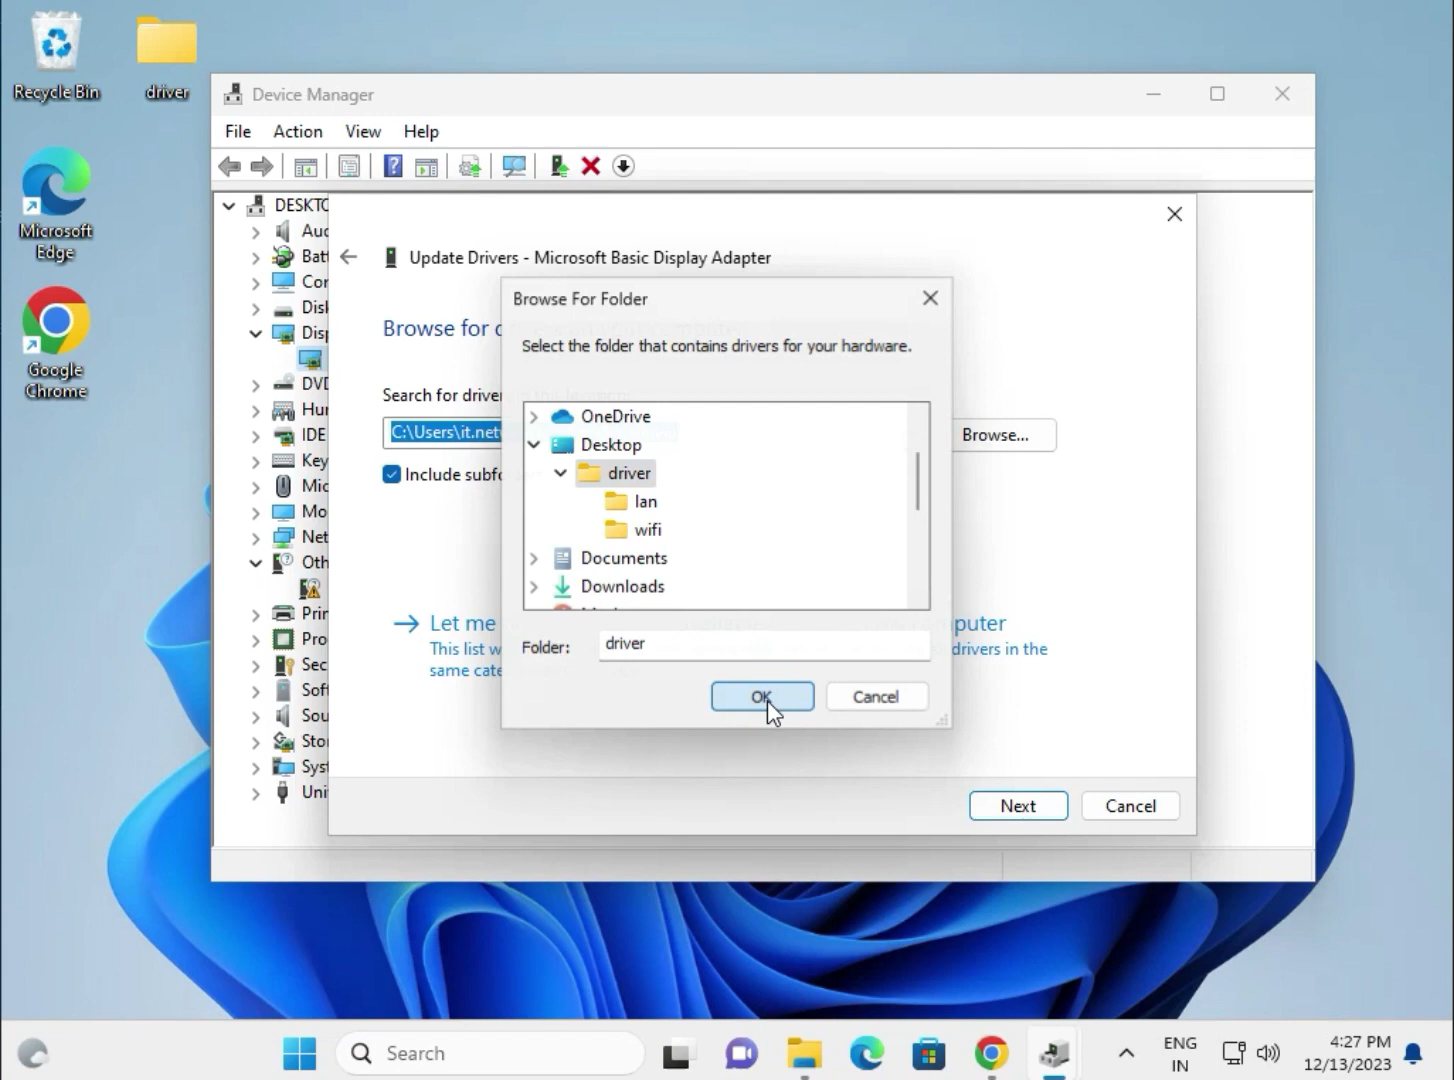 Recycle Bin
driver
Microsoft
Edge
Google
Chrome
Device Manager
File Action View Help
DESKTO
Aud
Batt
Cor
Disk
Disp
DVD
Hur
IDE
Key
Mic
Mo
Net
Oth
Prin
Pro
Sec
Soft
Sou
Stor
Syst
Uni
Update Drivers - Microsoft Basic Display Adapter
Browse for
Search for driver
C:\Users\it.net
Include subfo
Browse...
Let me
puter
This list w
drivers in the
same cate
Next Cancel
Browse For Folder
Select the folder that contains drivers for your hardware.
OneDrive
Desktop
driver
lan
wifi
Documents
Downloads
Folder: driver
OK Cancel
Search
ENG
IN
4:27 PM
12/13/2023